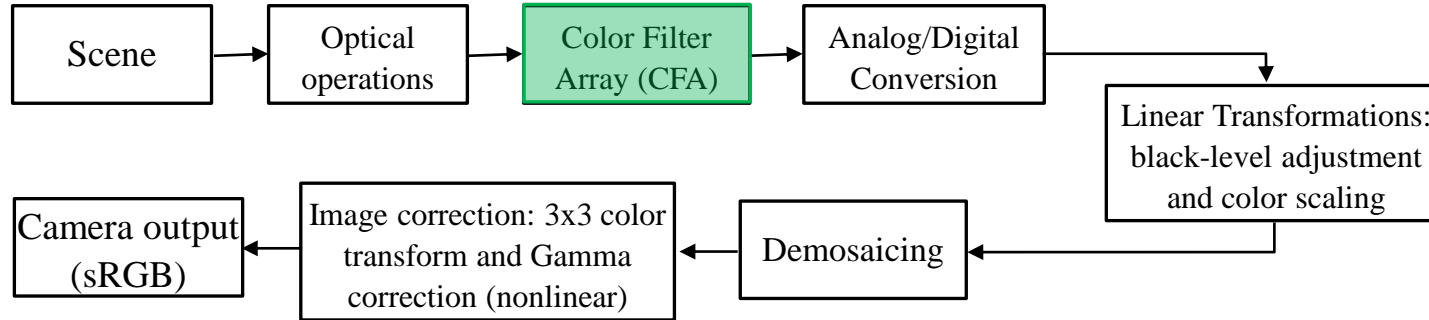 Scene
Optical
operations
Color Filter
Array (CFA)
Analog/Digital
Conversion
Linear Transformations:
black-level adjustment
and color scaling
Demosaicing
Image correction: 3x3 color
transform and Gamma
correction (nonlinear)
Camera output
(sRGB)